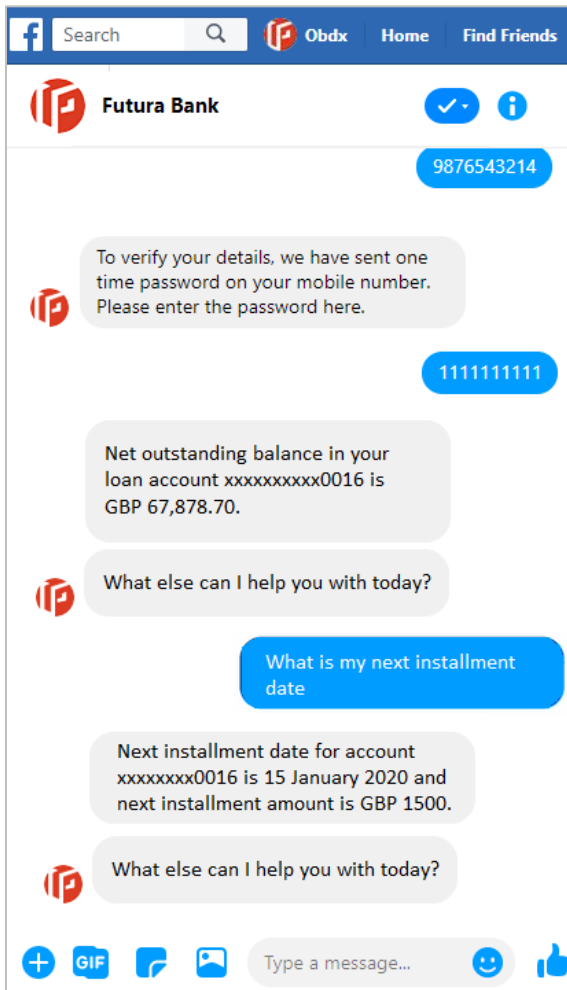 f Search Obdx Home Find Friends
Futura Bank
9876543214
To verify your details, we have sent one
time password on your mobile number.
Please enter the password here.
1111111111
Net outstanding balance in your
loan account xxxxxxxxxx0016 is
GBP 67,878.70.
What else can I help you with today?
What is my next installment
date
Next installment date for account
xxxxxxxx0016 is 15 January 2020 and
next installment amount is GBP 1500.
What else can I help you with today?
GIF Type a message...